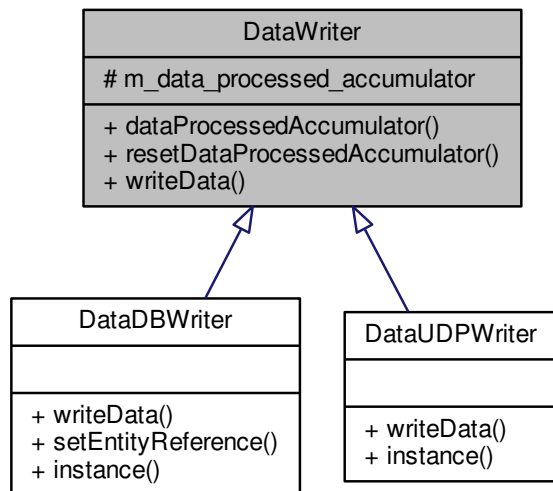 DataWriter
# m_data_processed_accumulator
+ dataProcessedAccumulator()
+ resetDataProcessedAccumulator()
+ writeData()
DataDBWriter
+ writeData()
+ setEntityReference()
+ instance()
DataUDPWriter
+ writeData()
+ instance()